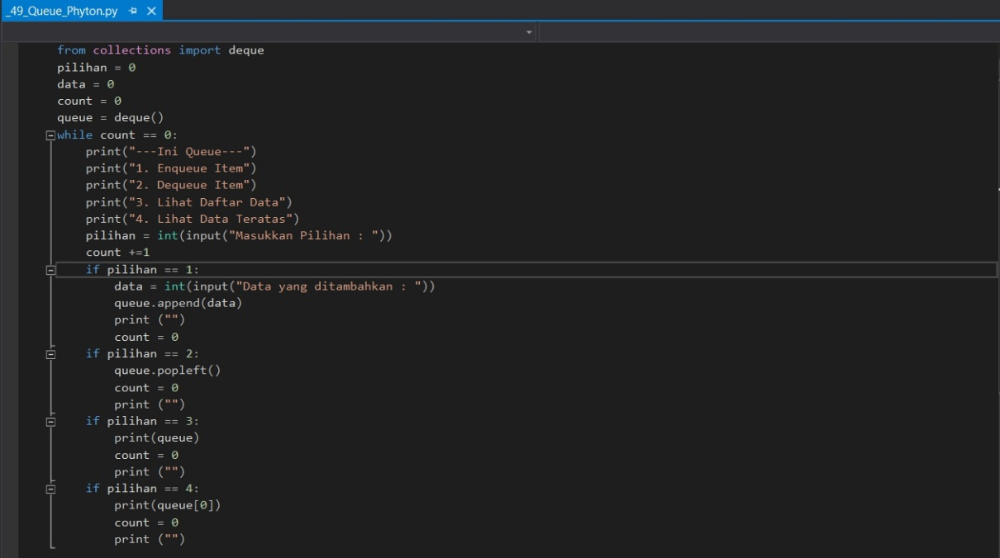 _49_Queue_Phyton.py
from collections import deque
pilihan = 0
data = 0
count = 0
queue = deque()
while count == 0:
    print("---Ini Queue---")
    print("1. Enqueue Item")
    print("2. Dequeue Item")
    print("3. Lihat Daftar Data")
    print("4. Lihat Data Teratas")
    pilihan = int(input("Masukkan Pilihan : "))
    count +=1
    if pilihan == 1:
        data = int(input("Data yang ditambahkan : "))
        queue.append(data)
        print ("")
        count = 0
    if pilihan == 2:
        queue.popleft()
        count = 0
        print ("")
    if pilihan == 3:
        print(queue)
        count = 0
        print ("")
    if pilihan == 4:
        print(queue[0])
        count = 0
        print ("")